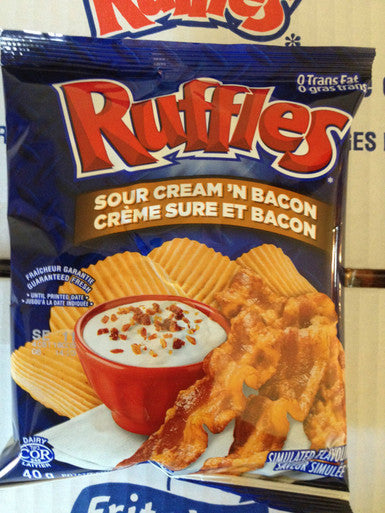 Ruffles
0 Trans Fat
0 gras trans
Ruffles
SOUR CREAM 'N BACON
CRÈME SURE ET BACON
FRAÎCHEUR GARANTIE
GUARANTEED FRESH
UNTIL PRINTED DATE
JUSQU'À LA DATE INDIQUÉE
DAIRY
COR
LAITIER
SIMULATED FLAVOU
SAVEUR SIMULÉE
40 g